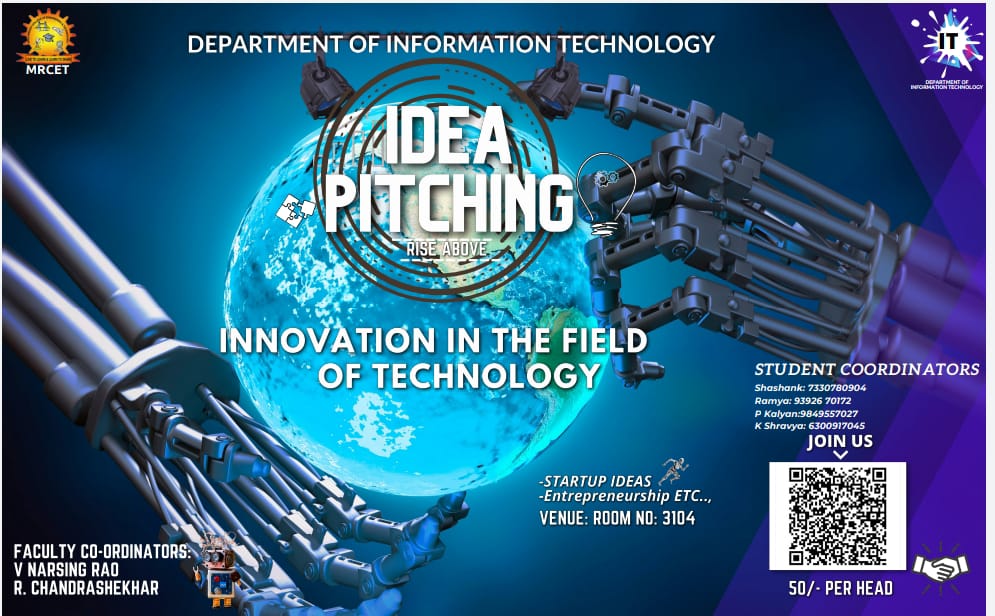 DEPARTMENT OF INFORMATION TECHNOLOGY
MRCET
IT
DEPARTMENT OF
INFORMATION TECHNOLOGY
IDEA
PITCHING
RISE ABOVE
INNOVATION IN THE FIELD
OF TECHNOLOGY
STUDENT COORDINATORS
Shashank: 7330780904
Ramya: 93926 70172
P Kalyan:9849557027
K Shravya: 6300917045
JOIN US
-STARTUP IDEAS
-Entrepreneurship ETC..,
VENUE: ROOM NO: 3104
FACULTY CO-ORDINATORS:
V NARSING RAO
R. CHANDRASHEKHAR
50/- PER HEAD